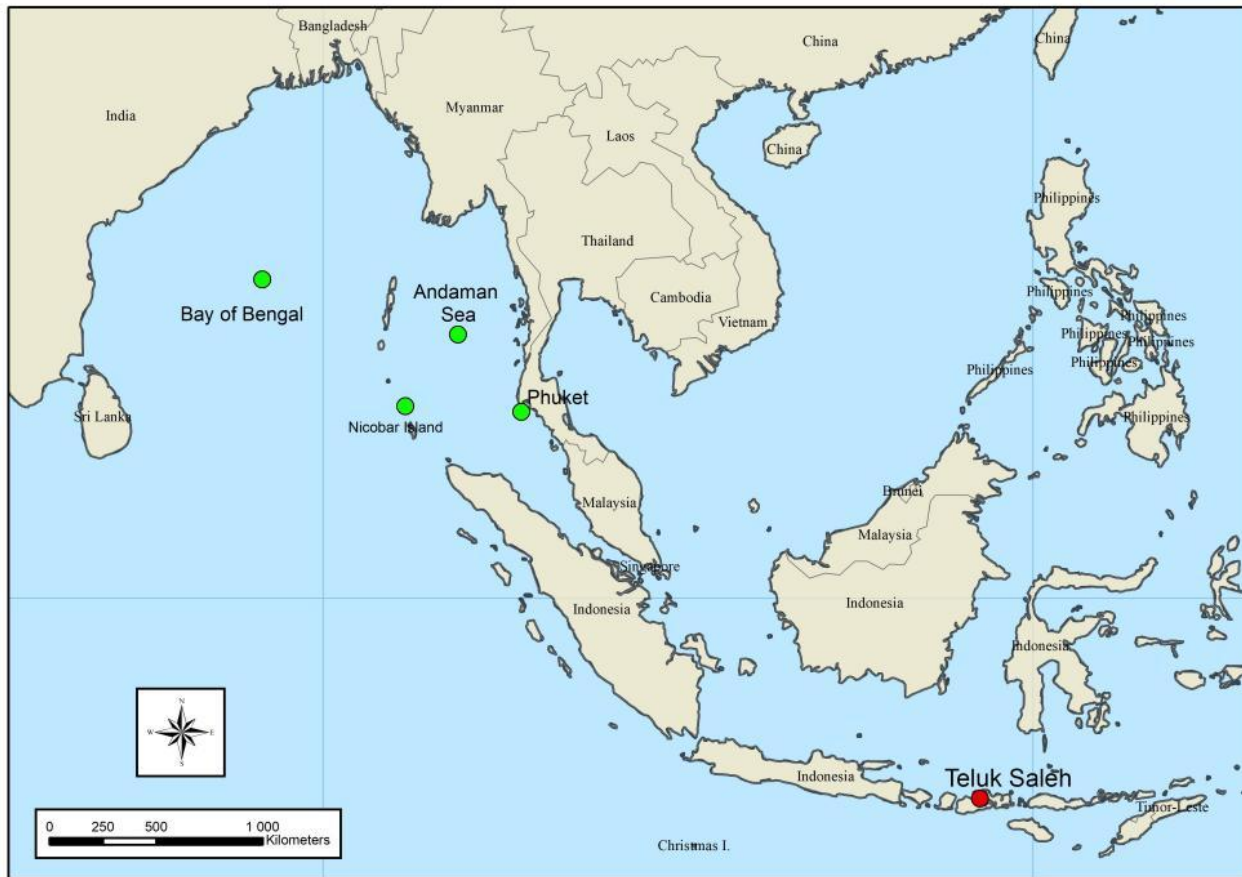 Bangladesh
China
China
India
Myanmar
Laos
China
Philippines
Thailand
Andaman
Sea
Bay of Bengal
Cambodia
Vietnam
Philippines
Philippines
Philippines
Philippines
Philippines
Philippines
Phuket
Sri Lanka
Nicobar Island
Philippines
Brunei
Malaysia
Malaysia
Singapore
Indonesia
Indonesia
Indonesia
N
W E
S
Indonesia
Teluk Saleh
Timor-Leste
0 250 500 1 000
Kilometers
Christmas I.